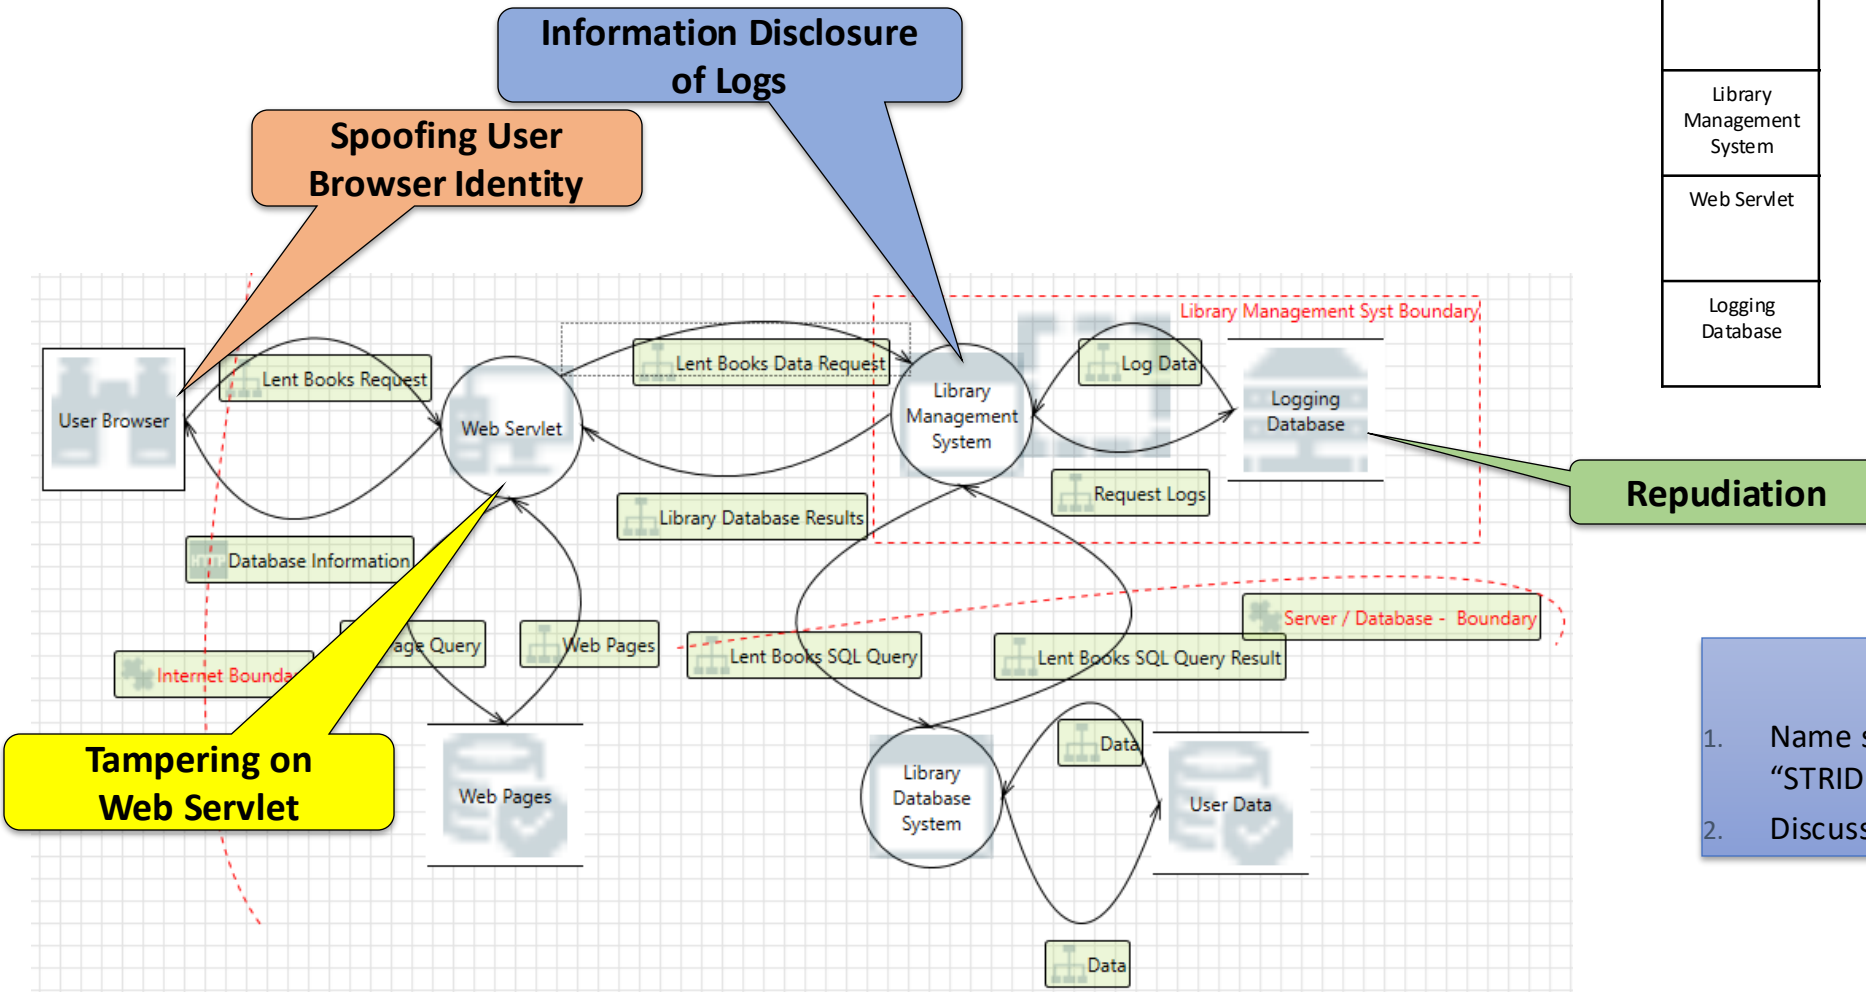 Information Disclosure
of Logs
Spoofing User
Browser Identity
Library
Management
System
Web Servlet
Logging
Database
Library Management Syst Boundary
Lent Books Request
Lent Books Data Request
Log Data
User Browser
Web Servlet
Library
Management
System
Logging
Database
Repudiation
Request Logs
Library Database Results
HTTP
Database Information
Server / Database - Boundary
age Query
Web Pages
Lent Books SQL Query
Lent Books SQL Query Result
Internet Bounda
Tampering on
Web Servlet
Web Pages
Library
Database
System
Data
User Data
Data
1. Name s
"STRID
2. Discuss